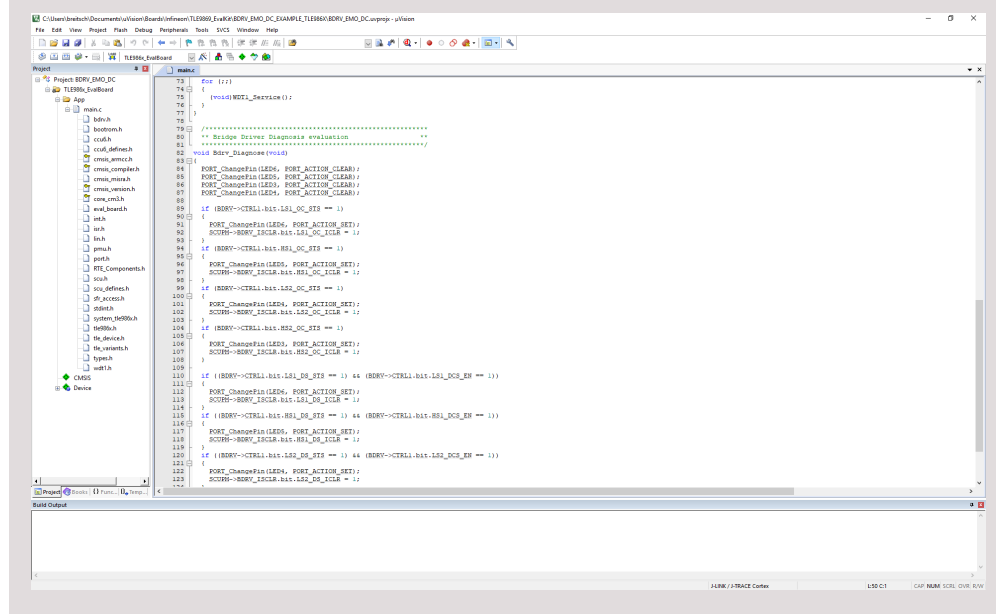 C:\Users\breitsch\Documents\uVision\Boards\Infineon\TLE9869_EvalKit\BDRV_EMO_DC_EXAMPLE_TLE986X\BDRV_EMO_DC.uvprojx - µVision
File Edit View Project Flash Debug Peripherals Tools SVCS Window Help
TLE986x_EvalBoard
Project
Project: BDRV_EMO_DC
TLE986x_EvalBoard
App
main.c
bdrv.h
bootrom.h
ccu6.h
ccu6_defines.h
cmsis_armcc.h
cmsis_compiler.h
cmsis_misra.h
cmsis_version.h
core_cm3.h
eval_board.h
int.h
isr.h
lin.h
pmu.h
port.h
RTE_Components.h
scu.h
scu_defines.h
sfr_access.h
stdint.h
system_tle986x.h
tle986x.h
tle_device.h
tle_variants.h
types.h
wdt1.h
CMSIS
Device
Project Books {} Func... 0 Temp...
main.c
73 for (;;)
74 {
75 (void)WDT1_Service();
76 }
77 }
78
79 /*****************************************************
80 ** Bridge Driver Diagnosis evaluation **
81 *****************************************************/
82 void Bdrv_Diagnose(void)
83 {
84 PORT_ChangePin(LED6, PORT_ACTION_CLEAR);
85 PORT_ChangePin(LED5, PORT_ACTION_CLEAR);
86 PORT_ChangePin(LED3, PORT_ACTION_CLEAR);
87 PORT_ChangePin(LED4, PORT_ACTION_CLEAR);
88
89 if (BDRV->CTRL1.bit.LS1_OC_STS == 1)
90 {
91 PORT_ChangePin(LED6, PORT_ACTION_SET);
92 SCUPM->BDRV_ISCLR.bit.LS1_OC_ICLR = 1;
93 }
94 if (BDRV->CTRL1.bit.HS1_OC_STS == 1)
95 {
96 PORT_ChangePin(LED5, PORT_ACTION_SET);
97 SCUPM->BDRV_ISCLR.bit.HS1_OC_ICLR = 1;
98 }
99 if (BDRV->CTRL1.bit.LS2_OC_STS == 1)
100 {
101 PORT_ChangePin(LED4, PORT_ACTION_SET);
102 SCUPM->BDRV_ISCLR.bit.LS2_OC_ICLR = 1;
103 }
104 if (BDRV->CTRL1.bit.HS2_OC_STS == 1)
105 {
106 PORT_ChangePin(LED3, PORT_ACTION_SET);
107 SCUPM->BDRV_ISCLR.bit.HS2_OC_ICLR = 1;
108 }
109
110 if ((BDRV->CTRL1.bit.LS1_DS_STS == 1) && (BDRV->CTRL1.bit.LS1_DCS_EN == 1))
111 {
112 PORT_ChangePin(LED6, PORT_ACTION_SET);
113 SCUPM->BDRV_ISCLR.bit.LS1_DS_ICLR = 1;
114 }
115 if ((BDRV->CTRL1.bit.HS1_DS_STS == 1) && (BDRV->CTRL1.bit.HS1_DCS_EN == 1))
116 {
117 PORT_ChangePin(LED5, PORT_ACTION_SET);
118 SCUPM->BDRV_ISCLR.bit.HS1_DS_ICLR = 1;
119 }
120 if ((BDRV->CTRL1.bit.LS2_DS_STS == 1) && (BDRV->CTRL1.bit.LS2_DCS_EN == 1))
121 {
122 PORT_ChangePin(LED4, PORT_ACTION_SET);
123 SCUPM->BDRV_ISCLR.bit.LS2_DS_ICLR = 1;
124 }
Build Output
J-LINK / J-TRACE Cortex L:50 C:1 CAP NUM SCRL OVR R/W